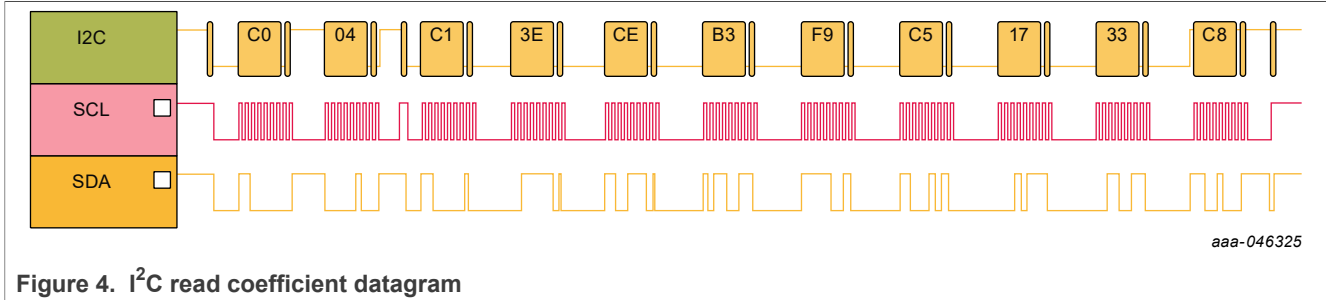 I2C C0 04 C1 3E CE B3 F9 C5 17 33 C8
SCL
SDA
aaa-046325
Figure 4. I²C read coefficient datagram